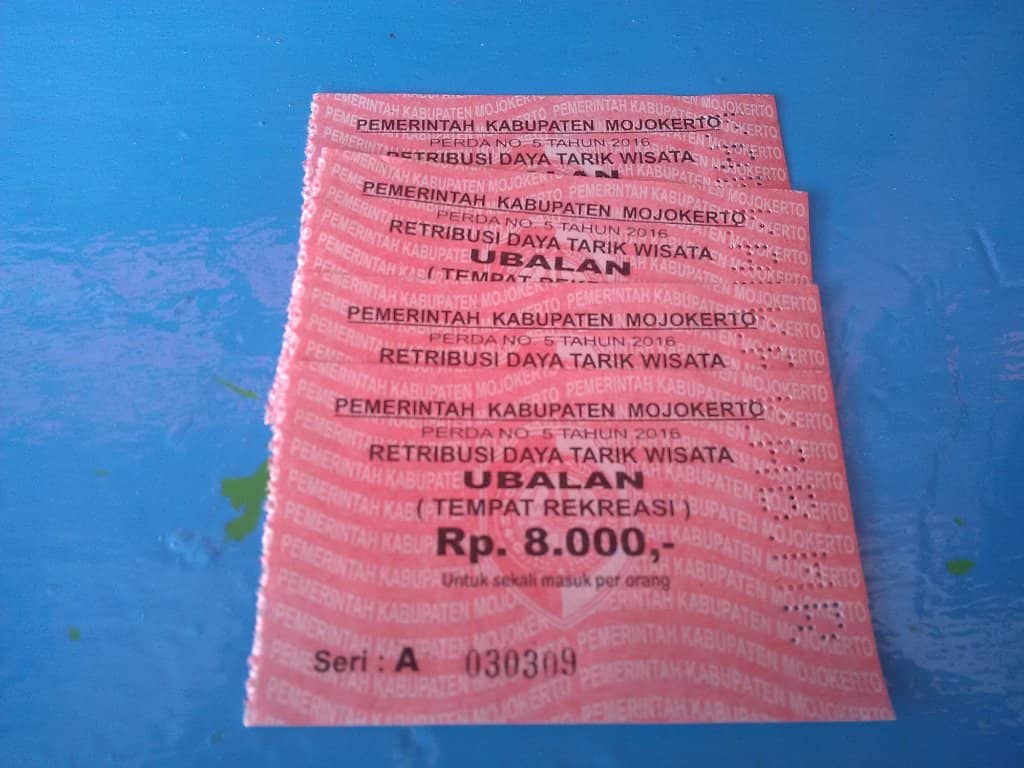 PEMERINTAH KABUPATEN MOJOKERTO
PERDA NO. 5 TAHUN 2016
RETRIBUSI DAYA TARIK WISATA
PEMERINTAH KABUPATEN MOJOKERTO
PERDA NO. 5 TAHUN 2016
RETRIBUSI DAYA TARIK WISATA
UBALAN
( TEMPAT
PEMERINTAH KABUPATEN MOJOKERTO
PERDA NO. 5 TAHUN 2016
RETRIBUSI DAYA TARIK WISATA
PEMERINTAH KABUPATEN MOJOKERTO
PERDA NO. 5 TAHUN 2016
RETRIBUSI DAYA TARIK WISATA
UBALAN
( TEMPAT REKREASI )
Rp. 8.000,-
Untuk sekali masuk per orang
Seri : A 030309